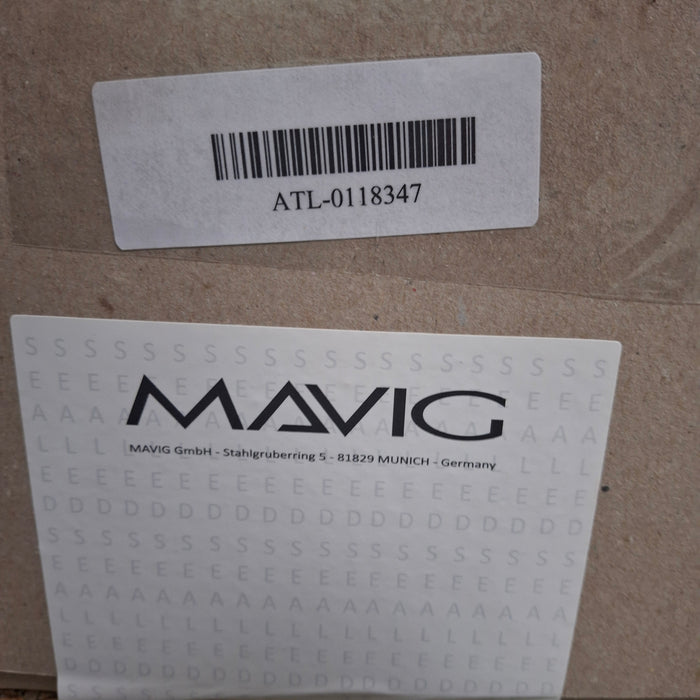 ATL-0118347
MAVIG
MAVIG GmbH - Stahlgruberring 5 - 81829 MUNICH - Germany
S S S S S S S S S S S S S S S S S S S S
E E E E E E E E E
A A A A A A A
L L L L L L
E E E E E E E E E E E E E E E E E E E E
D D D D D D D D D D D D D D D D D D D D
S S S S S S S S S S S S S S S S S S S S
E E E E E E E E E E E E E E E E E E E E
A A A A A A A A A A A A A A A A A A A A
L L L L L L L L L L L L L L L L L L L L
E E E E E E E E E E E E E E E E E E E E
D D D D D D D D D D D D D D D D D D D D